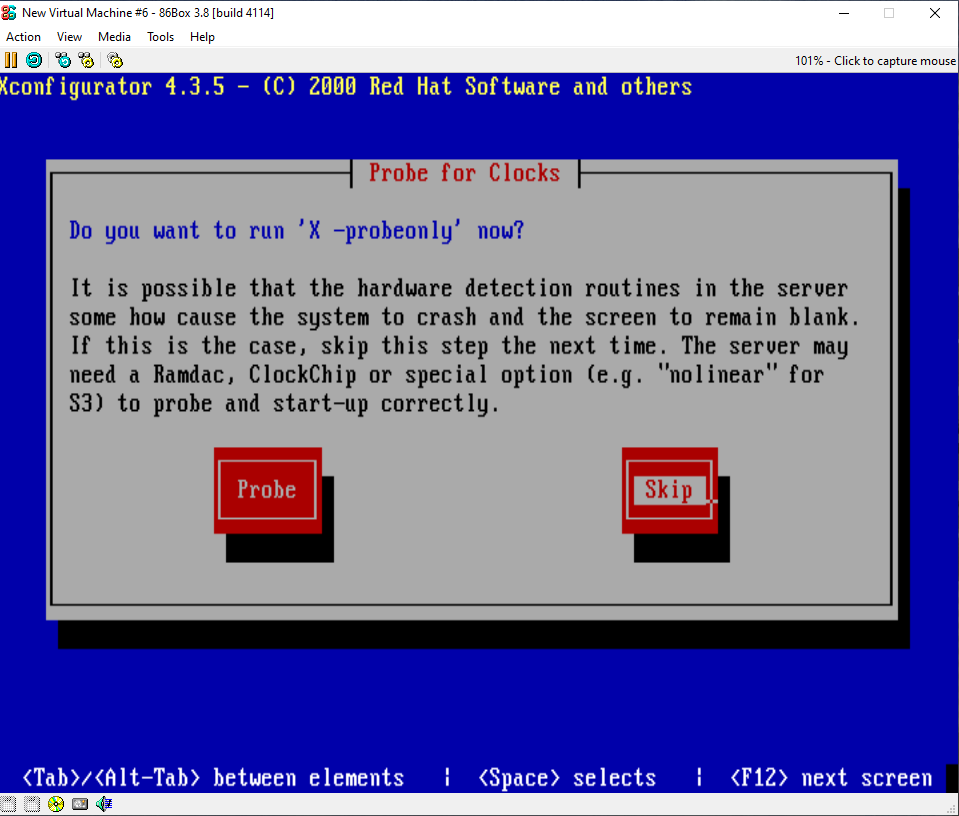 New Virtual Machine #6 - 86Box 3.8 [build 4114]
Action View Media Tools Help
101% - Click to capture mouse
Xconfigurator 4.3.5 - (C) 2000 Red Hat Software and others
Probe for Clocks
Do you want to run 'X -probeonly' now?
It is possible that the hardware detection routines in the server
some how cause the system to crash and the screen to remain blank.
If this is the case, skip this step the next time. The server may
need a Ramdac, ClockChip or special option (e.g. "nolinear" for
S3) to probe and start-up correctly.
Probe Skip
<Tab>/<Alt-Tab> between elements | <Space> selects | <F12> next screen